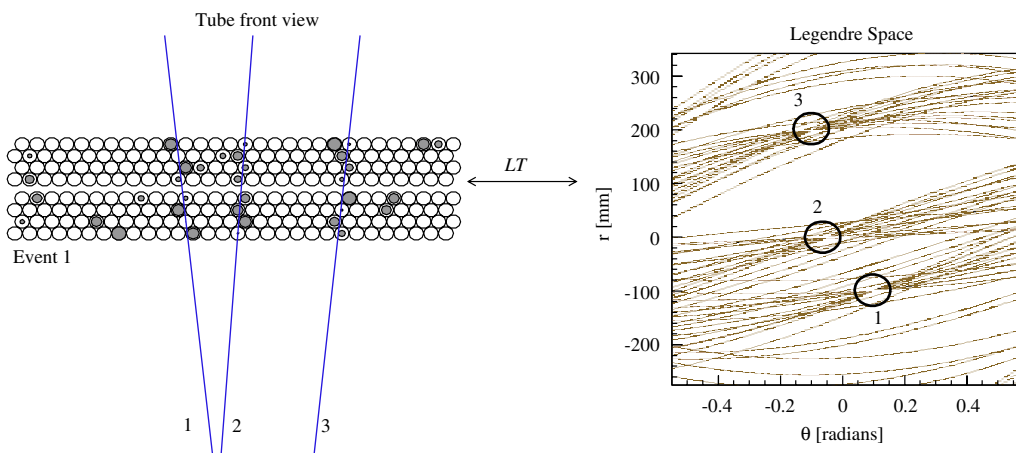 Tube front view
Event 1
1
2
3
LT
Legendre Space
r [mm]
300
200
100
0
-100
-200
3
2
1
-0.4
-0.2
0
0.2
0.4
θ [radians]